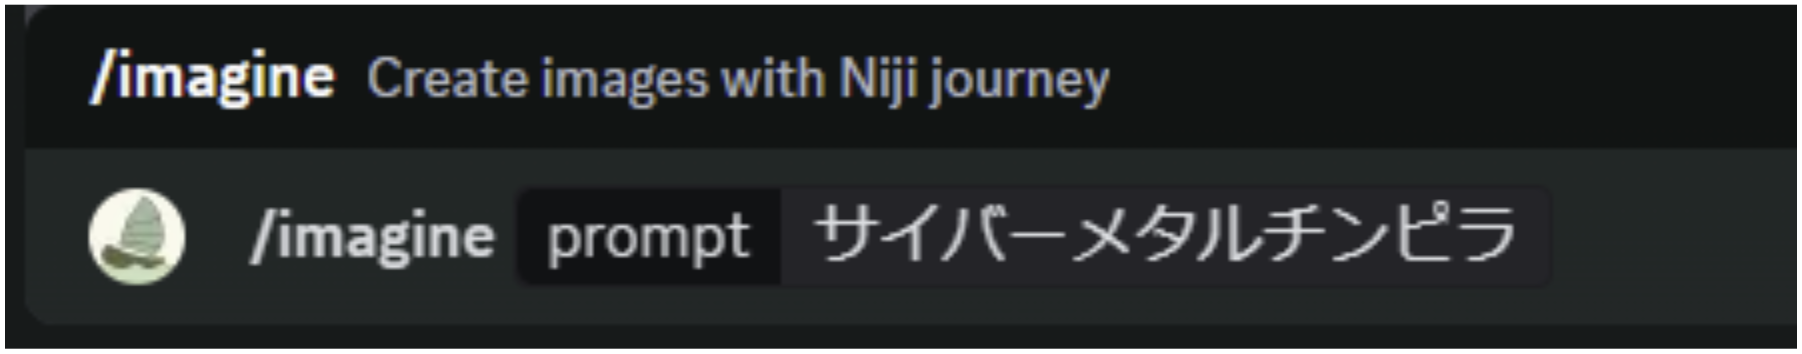 /imagine Create images with Niji journey
/imagine prompt サイバーメタルチンピラ